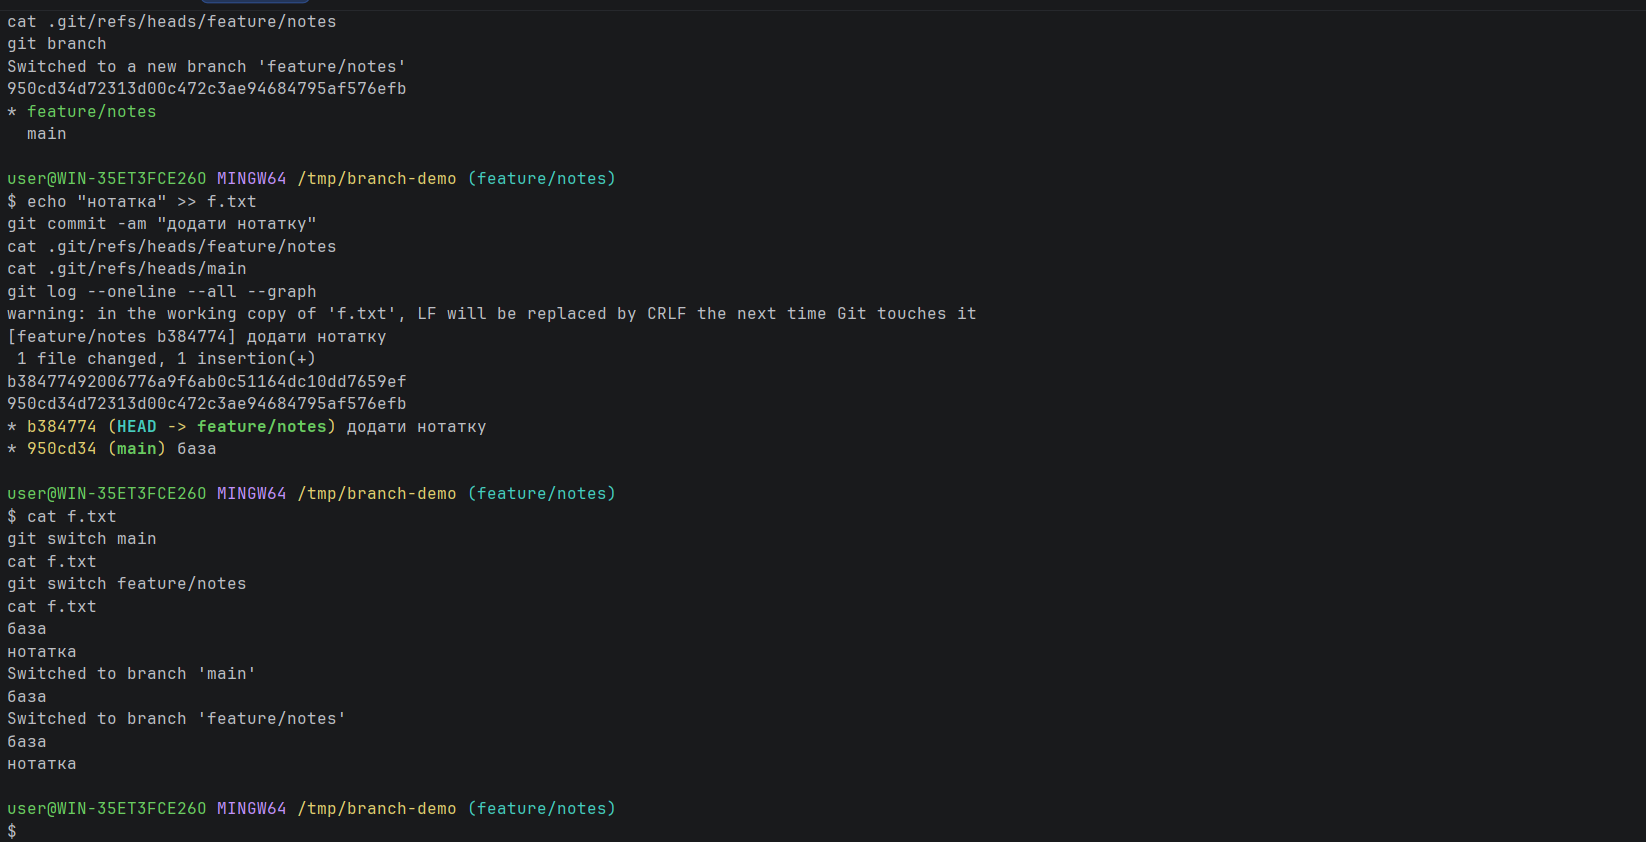 cat .git/refs/heads/feature/notes
git branch
Switched to a new branch 'feature/notes'
950cd34d72313d00c472c3ae94684795af576efb
* feature/notes
  main
user@WIN-35ET3FCE26O MINGW64 /tmp/branch-demo (feature/notes)
$ echo "нотатка" >> f.txt
git commit -am "додати нотатку"
cat .git/refs/heads/feature/notes
cat .git/refs/heads/main
git log --oneline --all --graph
warning: in the working copy of 'f.txt', LF will be replaced by CRLF the next time Git touches it
[feature/notes b384774] додати нотатку
 1 file changed, 1 insertion(+)
b38477492006776a9f6ab0c51164dc10dd7659ef
950cd34d72313d00c472c3ae94684795af576efb
* b384774 (HEAD -> feature/notes) додати нотатку
* 950cd34 (main) база
user@WIN-35ET3FCE26O MINGW64 /tmp/branch-demo (feature/notes)
$ cat f.txt
git switch main
cat f.txt
git switch feature/notes
cat f.txt
база
нотатка
Switched to branch 'main'
база
Switched to branch 'feature/notes'
база
нотатка
user@WIN-35ET3FCE26O MINGW64 /tmp/branch-demo (feature/notes)
$